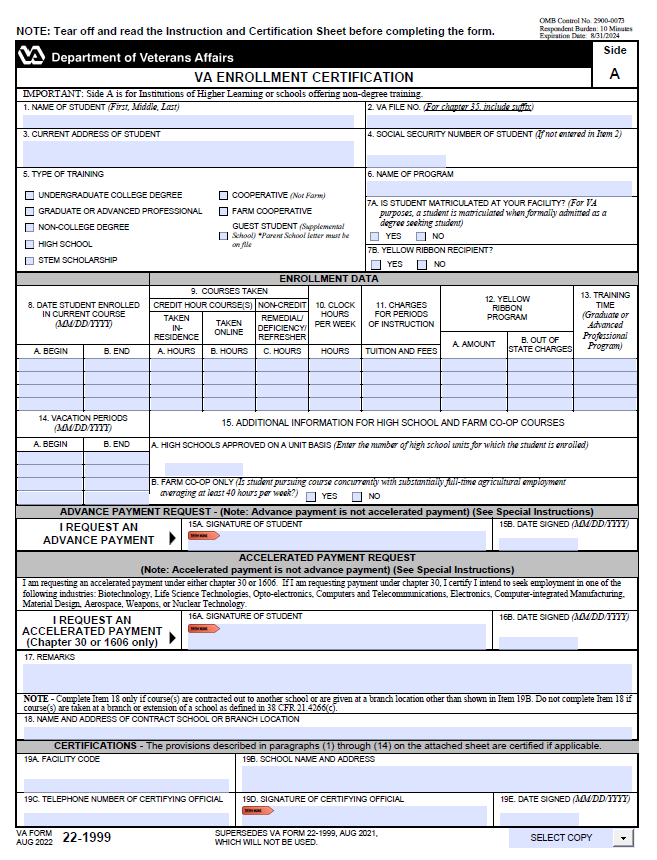 OMB Control No. 2900-0073
Respondent Burden: 10 Minutes
Expiration Date: 8/31/2024
NOTE: Tear off and read the Instruction and Certification Sheet before completing the form.
VA Department of Veterans Affairs
Side
A
VA ENROLLMENT CERTIFICATION
IMPORTANT: Side A is for Institutions of Higher Learning or schools offering non-degree training.
1. NAME OF STUDENT (First, Middle, Last)
2. VA FILE NO. (For chapter 35, include suffix)
3. CURRENT ADDRESS OF STUDENT
4. SOCIAL SECURITY NUMBER OF STUDENT (If not entered in Item 2)
5. TYPE OF TRAINING
UNDERGRADUATE COLLEGE DEGREE
GRADUATE OR ADVANCED PROFESSIONAL
NON-COLLEGE DEGREE
HIGH SCHOOL
STEM SCHOLARSHIP
COOPERATIVE (Not Farm)
FARM COOPERATIVE
GUEST STUDENT (Supplemental
School) *Parent School letter must be
on file
6. NAME OF PROGRAM
7A. IS STUDENT MATRICULATED AT YOUR FACILITY? (For VA
purposes, a student is matriculated when formally admitted as a
degree seeking student)
YES NO
7B. YELLOW RIBBON RECIPIENT?
YES NO
ENROLLMENT DATA
8. DATE STUDENT ENROLLED
IN CURRENT COURSE
(MM/DD/YYYY)
A. BEGIN B. END
9. COURSES TAKEN
CREDIT HOUR COURSE(S) NON-CREDIT
TAKEN
IN-
RESIDENCE
A. HOURS
TAKEN
ONLINE
B. HOURS
REMEDIAL/
DEFICIENCY/
REFRESHER
C. HOURS
10. CLOCK
HOURS
PER WEEK
HOURS
11. CHARGES
FOR PERIODS
OF INSTRUCTION
TUITION AND FEES
12. YELLOW
RIBBON
PROGRAM
A. AMOUNT
B. OUT OF
STATE CHARGES
13. TRAINING
TIME
(Graduate or
Advanced
Professional
Program)
14. VACATION PERIODS
(MM/DD/YYYY)
A. BEGIN B. END
15. ADDITIONAL INFORMATION FOR HIGH SCHOOL AND FARM CO-OP COURSES
A. HIGH SCHOOLS APPROVED ON A UNIT BASIS (Enter the number of high school units for which the student is enrolled)
B. FARM CO-OP ONLY (Is student pursuing course concurrently with substantially full-time agricultural employment
averaging at least 40 hours per week?) YES NO
ADVANCE PAYMENT REQUEST - (Note: Advance payment is not accelerated payment) (See Special Instructions)
I REQUEST AN
ADVANCE PAYMENT
15A. SIGNATURE OF STUDENT
15B. DATE SIGNED (MM/DD/YYYY)
ACCELERATED PAYMENT REQUEST
(Note: Accelerated payment is not advance payment) (See Special Instructions)
I am requesting an accelerated payment under either chapter 30 or 1606. If I am requesting payment under chapter 30, I certify I intend to seek employment in one of the
following industries: Biotechnology, Life Science Technologies, Opto-electronics, Computers and Telecommunications, Electronics, Computer-integrated Manufacturing,
Material Design, Aerospace, Weapons, or Nuclear Technology.
I REQUEST AN
ACCELERATED PAYMENT
(Chapter 30 or 1606 only)
16A. SIGNATURE OF STUDENT
16B. DATE SIGNED (MM/DD/YYYY)
17. REMARKS
NOTE - Complete Item 18 only if course(s) are contracted out to another school or are given at a branch location other than shown in Item 19B. Do not complete Item 18 if
course(s) are taken at a branch or extension of a school as defined in 38 CFR 21.4266(c).
18. NAME AND ADDRESS OF CONTRACT SCHOOL OR BRANCH LOCATION
CERTIFICATIONS - The provisions described in paragraphs (1) through (14) on the attached sheet are certified if applicable.
19A. FACILITY CODE
19B. SCHOOL NAME AND ADDRESS
19C. TELEPHONE NUMBER OF CERTIFYING OFFICIAL
19D. SIGNATURE OF CERTIFYING OFFICIAL
19E. DATE SIGNED (MM/DD/YYYY)
VA FORM
AUG 2022
22-1999
SUPERSEDES VA FORM 22-1999, AUG 2021,
WHICH WILL NOT BE USED.
SELECT COPY